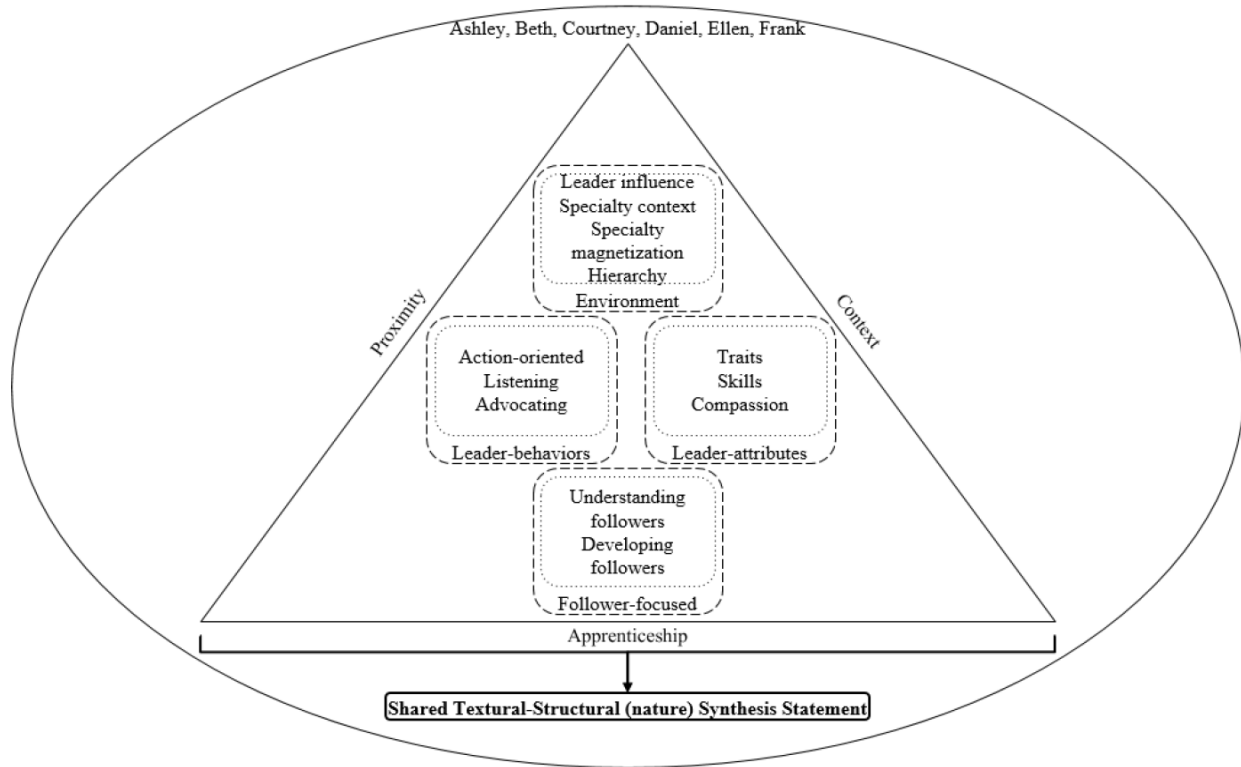 Ashley, Beth, Courtney, Daniel, Ellen, Frank
Leader influence
Specialty context
Specialty
magnetization
Hierarchy
Environment
Proximity
Context
Action-oriented
Listening
Advocating
Leader-behaviors
Traits
Skills
Compassion
Leader-attributes
Understanding
followers
Developing
followers
Follower-focused
Apprenticeship
Shared Textural-Structural (nature) Synthesis Statement